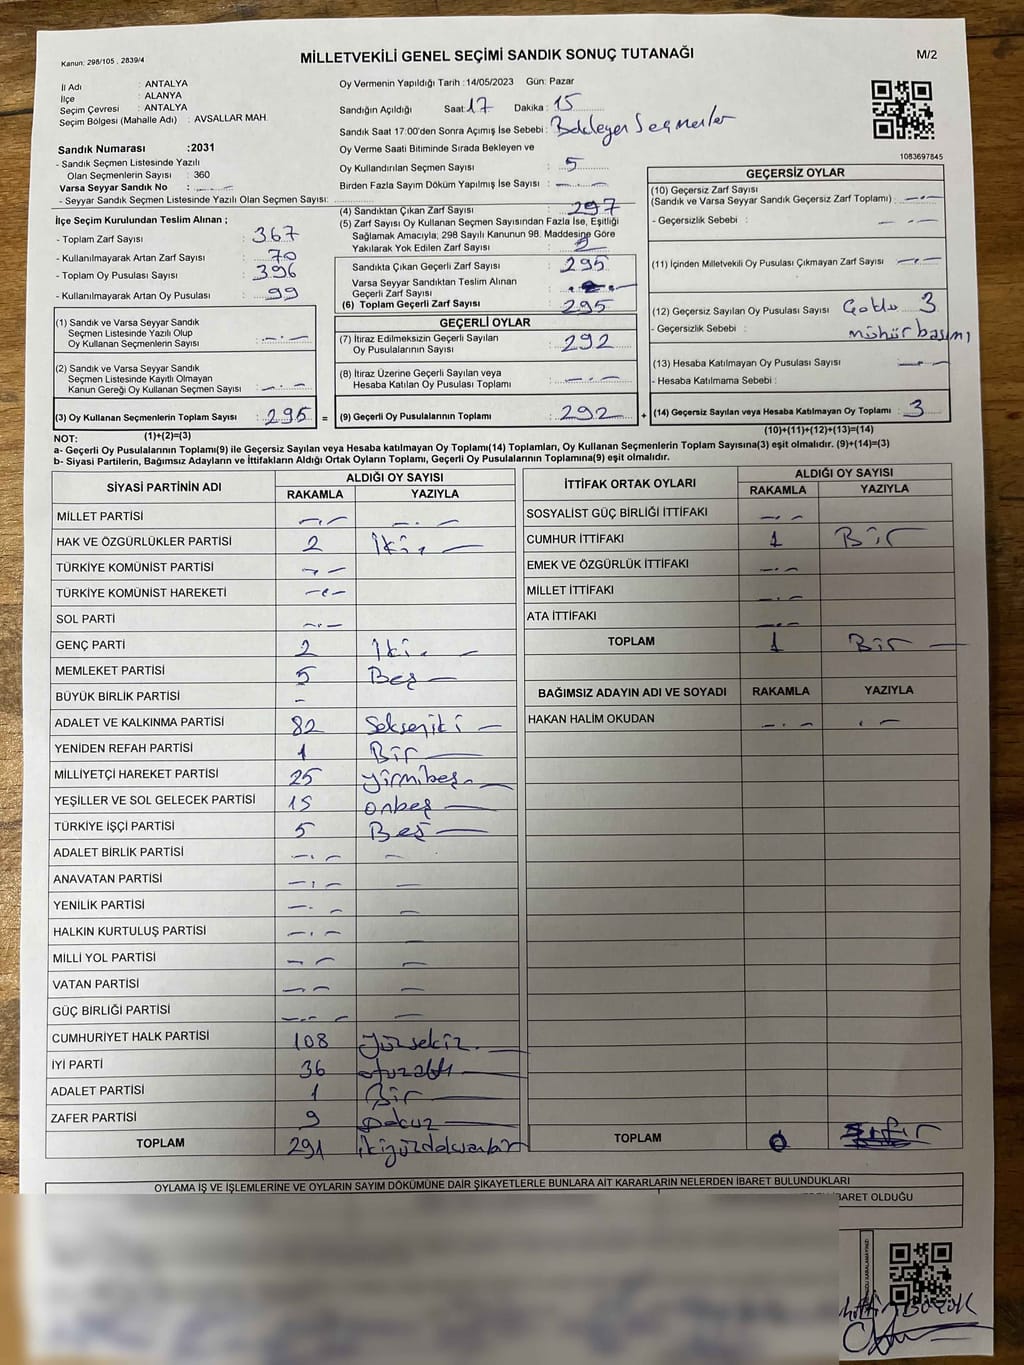 Kanun: 298/105 , 2839/4
MİLLETVEKİLİ GENEL SEÇİMİ SANDIK SONUÇ TUTANAĞI
M/2
İl Adı : ANTALYA
İlçe : ALANYA
Seçim Çevresi : ANTALYA
Seçim Bölgesi (Mahalle Adı) : AVSALLAR MAH.
Sandık Numarası :2031
- Sandık Seçmen Listesinde Yazılı
Olan Seçmenlerin Sayısı : 360
Varsa Seyyar Sandık No : -.-
- Seyyar Sandık Seçmen Listesinde Yazılı Olan Seçmen Sayısı:
Oy Vermenin Yapıldığı Tarih :14/05/2023 Gün: Pazar
Sandığın Açıldığı Saat: 17 Dakika : 15
Sandık Saat 17:00'den Sonra Açımış İse Sebebi : Bekleyen Seçmenler
Oy Verme Saati Bitiminde Sırada Bekleyen ve
Oy Kullandırılan Seçmen Sayısı : 5
Birden Fazla Sayım Döküm Yapılmış İse Sayısı : -.-
1083697845
İlçe Seçim Kurulundan Teslim Alınan ;
- Toplam Zarf Sayısı : 367
- Kullanılmayarak Artan Zarf Sayısı : 70
- Toplam Oy Pusulası Sayısı : 396
- Kullanılmayarak Artan Oy Pusulası : 99
(1) Sandık ve Varsa Seyyar Sandık
Seçmen Listesinde Yazılı Olup
Oy Kullanan Seçmenlerin Sayısı : -.-
(2) Sandık ve Varsa Seyyar Sandık
Seçmen Listesinde Kayıtlı Olmayan
Kanun Gereği Oy Kullanan Seçmen Sayısı : -.-
(3) Oy Kullanan Seçmenlerin Toplam Sayısı : 295 =
(1)+(2)=(3)
(4) Sandıktan Çıkan Zarf Sayısı : 297
(5) Zarf Sayısı Oy Kullanan Seçmen Sayısından Fazla İse, Eşitliği
Sağlamak Amacıyla; 298 Sayılı Kanunun 98. Maddesine Göre
Yakılarak Yok Edilen Zarf Sayısı : 2
Sandıkta Çıkan Geçerli Zarf Sayısı : 295
Varsa Seyyar Sandıktan Teslim Alınan
Geçerli Zarf Sayısı :
(6) Toplam Geçerli Zarf Sayısı : 295
GEÇERLİ OYLAR
(7) İtiraz Edilmeksizin Geçerli Sayılan
Oy Pusulalarının Sayısı : 292
(8) İtiraz Üzerine Geçerli Sayılan veya
Hesaba Katılan Oy Pusulası Toplamı : -.-
(9) Geçerli Oy Pusulalarının Toplamı : 292 +
GEÇERSİZ OYLAR
(10) Geçersiz Zarf Sayısı
(Sandık ve Varsa Seyyar Sandık Geçersiz Zarf Toplamı) : -.-
- Geçersizlik Sebebi : -.-
(11) İçinden Milletvekili Oy Pusulası Çıkmayan Zarf Sayısı : -.-
(12) Geçersiz Sayılan Oy Pusulası Sayısı : 3
- Geçersizlik Sebebi : mühür basımı
(13) Hesaba Katılmayan Oy Pusulası Sayısı : -.-
- Hesaba Katılmama Sebebi :
(14) Geçersiz Sayılan veya Hesaba Katılmayan Oy Toplamı : 3
(10)+(11)+(12)+(13)=(14)
NOT:
a- Geçerli Oy Pusulaları Toplamı(9) ile Geçersiz Sayılan veya Hesaba katılmayan Oy Toplamı(14) Toplamları, Oy Kullanan Seçmenlerin Toplam Sayısına(3) eşit olmalıdır. (9)+(14)=(3)
b- Siyasi Partilerin, Bağımsız Adayların ve İttifakların Aldığı Ortak Oyların Toplamı, Geçerli Oy Pusulalarının Toplamına(9) eşit olmalıdır.
SİYASİ PARTİNİN ADI ALDIĞI OY SAYISI
RAKAMLA YAZIYLA
MİLLET PARTİSİ -.- -.-
HAK VE ÖZGÜRLÜKLER PARTİSİ 2 İki
TÜRKİYE KOMÜNİST PARTİSİ -.-
TÜRKİYE KOMÜNİST HAREKETİ -.-
SOL PARTİ -.-
GENÇ PARTİ 2 İki
MEMLEKET PARTİSİ 5 Beş
BÜYÜK BİRLİK PARTİSİ -
ADALET VE KALKINMA PARTİSİ 82 Sekseniki
YENİDEN REFAH PARTİSİ 1 Bir
MİLLİYETÇİ HAREKET PARTİSİ 25 yirmibeş
YEŞİLLER VE SOL GELECEK PARTİSİ 15 onbeş
TÜRKİYE İŞÇİ PARTİSİ 5 Beş
ADALET BİRLİK PARTİSİ -.- -
ANAVATAN PARTİSİ -.- -
YENİLİK PARTİSİ -.- -
HALKIN KURTULUŞ PARTİSİ -.- -
MİLLİ YOL PARTİSİ -.- -
VATAN PARTİSİ -.- -
GÜÇ BİRLİĞİ PARTİSİ -.- -
CUMHURİYET HALK PARTİSİ 108 yüzsekiz
İYİ PARTİ 36 otuzaltı
ADALET PARTİSİ 1 Bir
ZAFER PARTİSİ 9 Dokuz
TOPLAM 291 ikiyüzdoksanbir
İTTİFAK ORTAK OYLARI ALDIĞI OY SAYISI
RAKAMLA YAZIYLA
SOSYALIST GÜÇ BİRLİĞİ İTTİFAKI -.-
CUMHUR İTTİFAKI 1 Bir
EMEK VE ÖZGÜRLÜK İTTİFAKI -.-
MİLLET İTTİFAKI -.-
ATA İTTİFAKI -.-
TOPLAM 1 Bir
BAĞIMSIZ ADAYIN ADI VE SOYADI RAKAMLA YAZIYLA
HAKAN HALİM OKUDAN -.- -.-
TOPLAM 0 sıfır
OYLAMA İŞ VE İŞLEMLERİNE VE OYLARIN SAYIM DÖKÜMÜNE DAİR ŞİKAYETLERLE BUNLARA AİT KARARLARIN NELERDEN İBARET BULUNDUKLARI
İBARET OLDUĞU